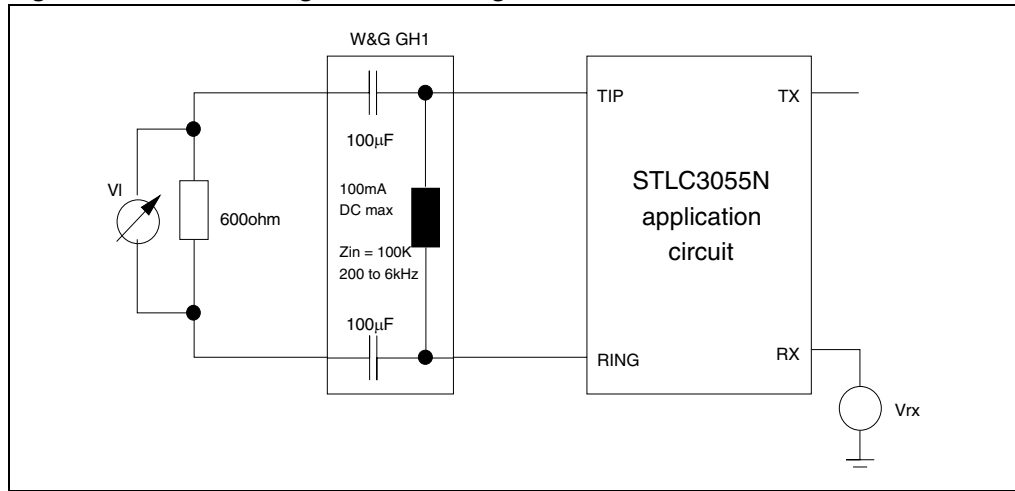 W&G GH1
TIP
TX
100μF
VI
600ohm
100mA
DC max
Zin = 100K
200 to 6kHz
STLC3055N
application
circuit
100μF
RING
RX
Vrx